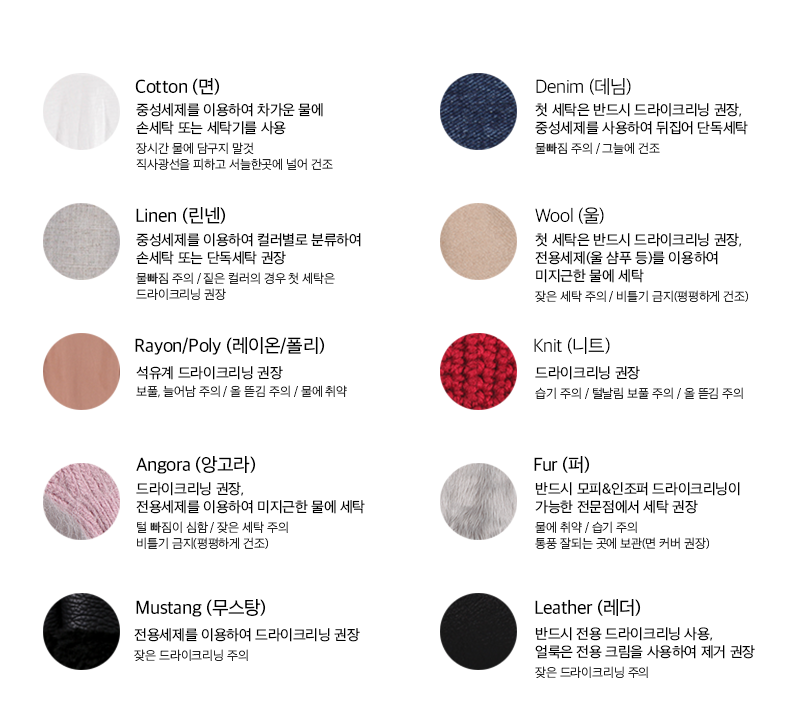 Cotton (면)
중성세제를 이용하여 차가운 물에
손세탁 또는 세탁기를 사용
장시간 물에 담구지 말것
직사광선을 피하고 서늘한곳에 널어 건조
Denim (데님)
첫 세탁은 반드시 드라이크리닝 권장,
중성세제를 사용하여 뒤집어 단독세탁
물빠짐 주의 / 그늘에 건조
Linen (린넨)
중성세제를 이용하여 컬러별로 분류하여
손세탁 또는 단독세탁 권장
물빠짐 주의 / 짙은 컬러의 경우 첫 세탁은
드라이크리닝 권장
Wool (울)
첫 세탁은 반드시 드라이크리닝 권장,
전용세제(울 샴푸 등)를 이용하여
미지근한 물에 세탁
잦은 세탁 주의 / 비틀기 금지(평평하게 건조)
Rayon/Poly (레이온/폴리)
석유계 드라이크리닝 권장
보풀, 늘어남 주의 / 올 뜯김 주의 / 물에 취약
Knit (니트)
드라이크리닝 권장
습기 주의 / 털날림 보풀 주의 / 올 뜯김 주의
Angora (앙고라)
드라이크리닝 권장,
전용세제를 이용하여 미지근한 물에 세탁
털 빠짐이 심함 / 잦은 세탁 주의
비틀기 금지(평평하게 건조)
Fur (퍼)
반드시 모피&인조퍼 드라이크리닝이
가능한 전문점에서 세탁 권장
물에 취약 / 습기 주의
통풍 잘되는 곳에 보관(면 커버 권장)
Mustang (무스탕)
전용세제를 이용하여 드라이크리닝 권장
잦은 드라이크리닝 주의
Leather (레더)
반드시 전용 드라이크리닝 사용,
얼룩은 전용 크림을 사용하여 제거 권장
잦은 드라이크리닝 주의